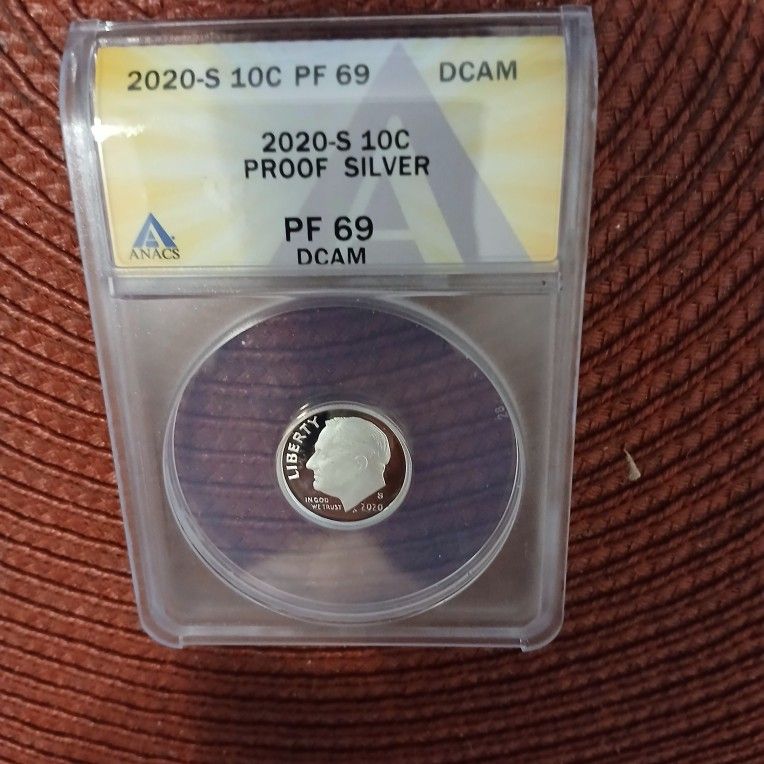 2020-S 10C PF 69 DCAM
2020-S 10C
PROOF SILVER
PF 69
DCAM
ANACS
LIBERTY
IN GOD
WE TRUST
S
2020